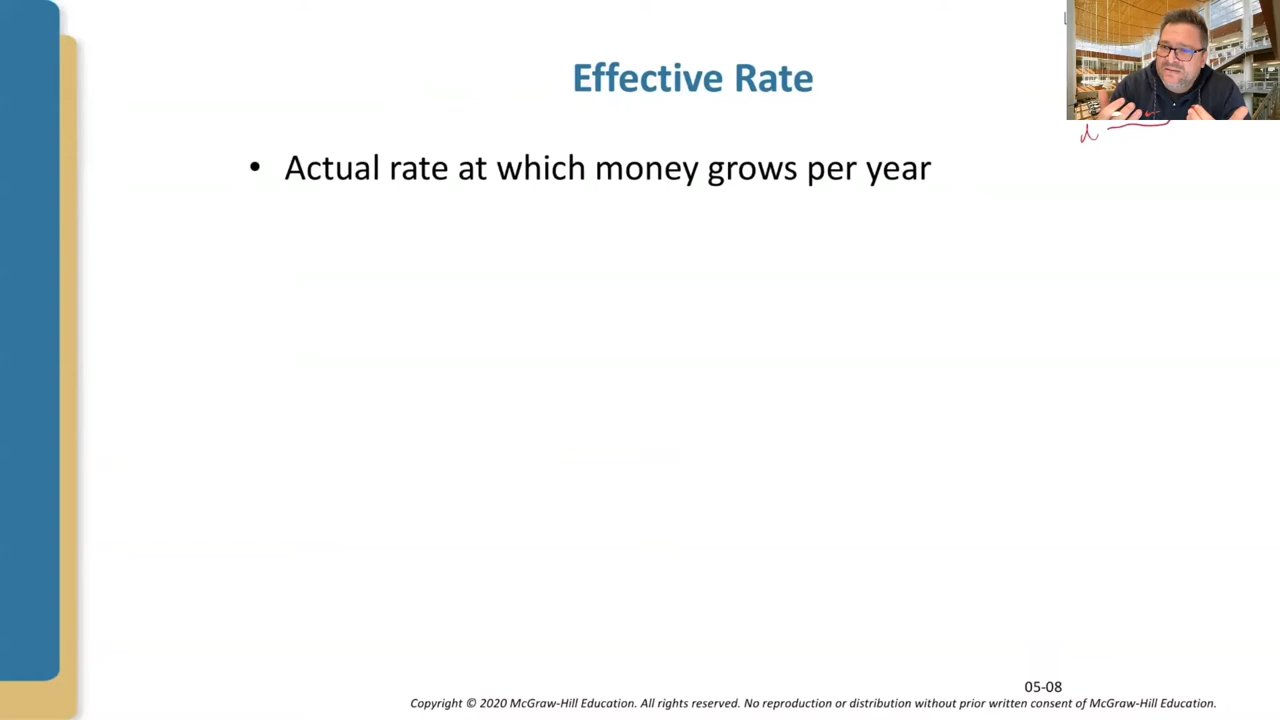 Effective Rate
• Actual rate at which money grows per year
05-08
Copyright © 2020 McGraw-Hill Education. All rights reserved. No reproduction or distribution without prior written consent of McGraw-Hill Education.